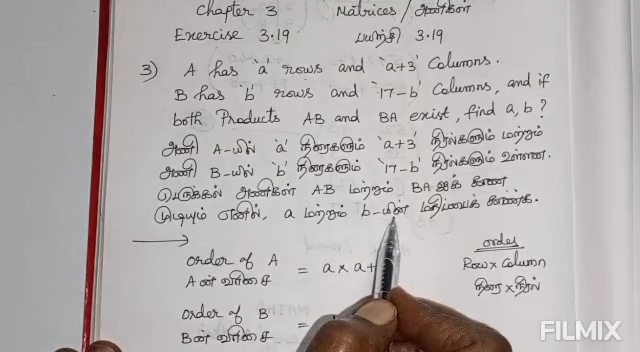 Chapter 3 Matrices / அணிகள்
Exercise 3.19 பயிற்சி 3.19
3) A has 'a' rows and 'a+3' Columns.
B has 'b' rows and '17-b' Columns, and if
both Products AB and BA exist, find a, b?
அணி A-யில் 'a' நிரைகளும் 'a+3' நிரல்களும் மற்றும்
அணி B-யில் 'b' நிரைகளும் '17-b' நிரல்களும் உள்ளன.
பெருக்கல் அணிகள் AB மற்றும் BA ஐக் காண
முடியும் எனில், a மற்றும் b-யின் மதிப்பைக் காண்க.
order of A = a x a+ order
A ன் வரிசை Row x Column
நிரை x நிரல்
order of B =
B ன் வரிசை
FILMIX